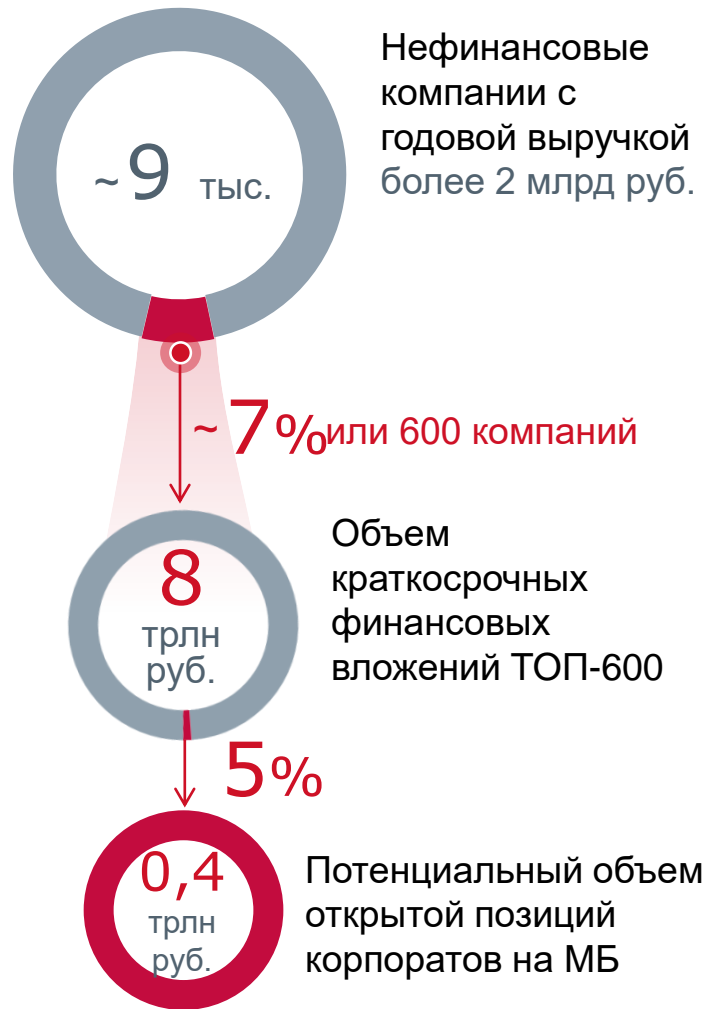 Нефинансовые
компании с
годовой выручкой
более 2 млрд руб.
~9 тыс.
~7% или 600 компаний
Объем
краткосрочных
финансовых
вложений ТОП-600
8
трлн
руб.
5%
0,4
трлн
руб.
Потенциальный объем
открытой позиций
корпоратов на МБ